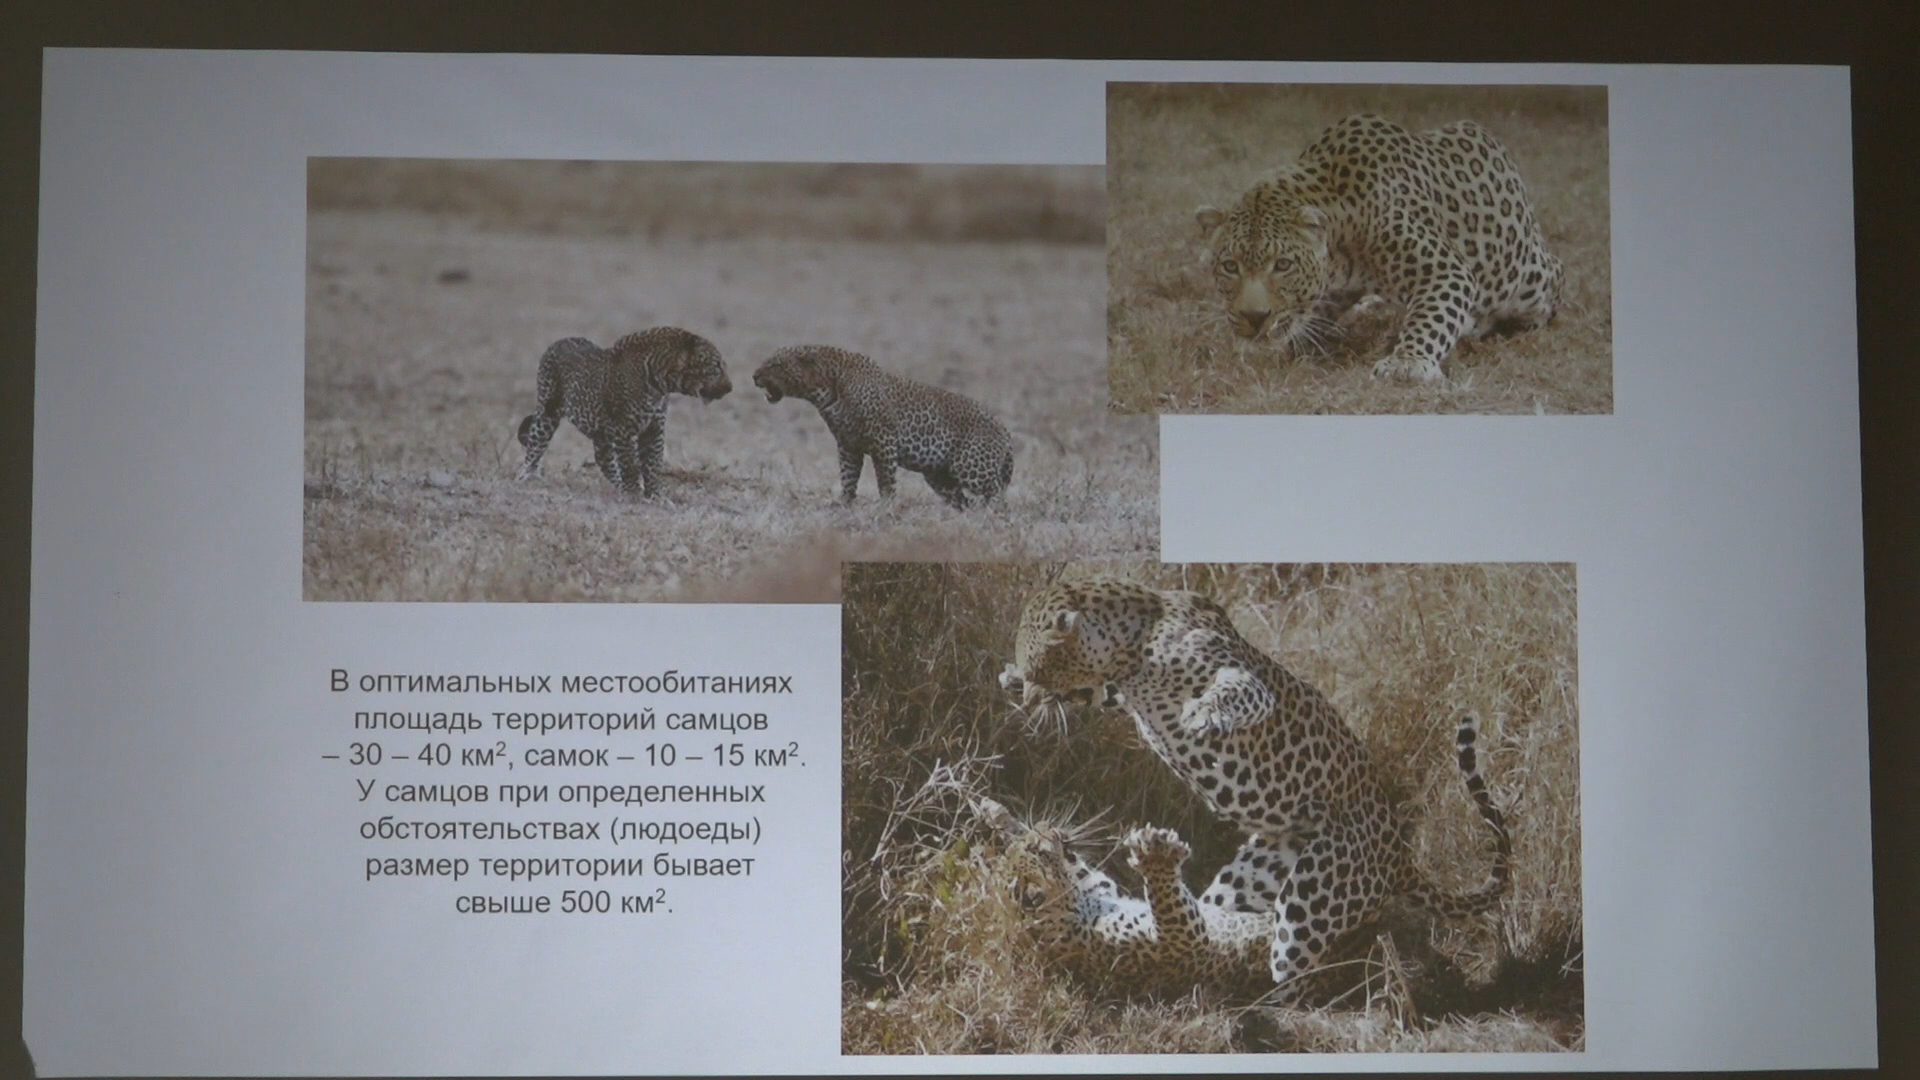 В оптимальных местообитаниях
площадь территорий самцов
– 30 – 40 км², самок – 10 – 15 км².
У самцов при определенных
обстоятельствах (людоеды)
размер территории бывает
свыше 500 км².